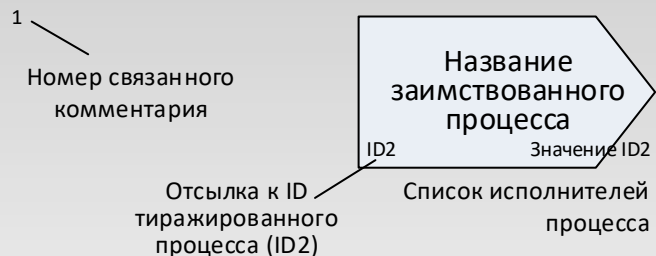 1
Номер связанного
комментария
Название
заимствованного
процесса
ID2 Значение ID2
Отсылка к ID
тиражированного
процесса (ID2)
Список исполнителей
процесса